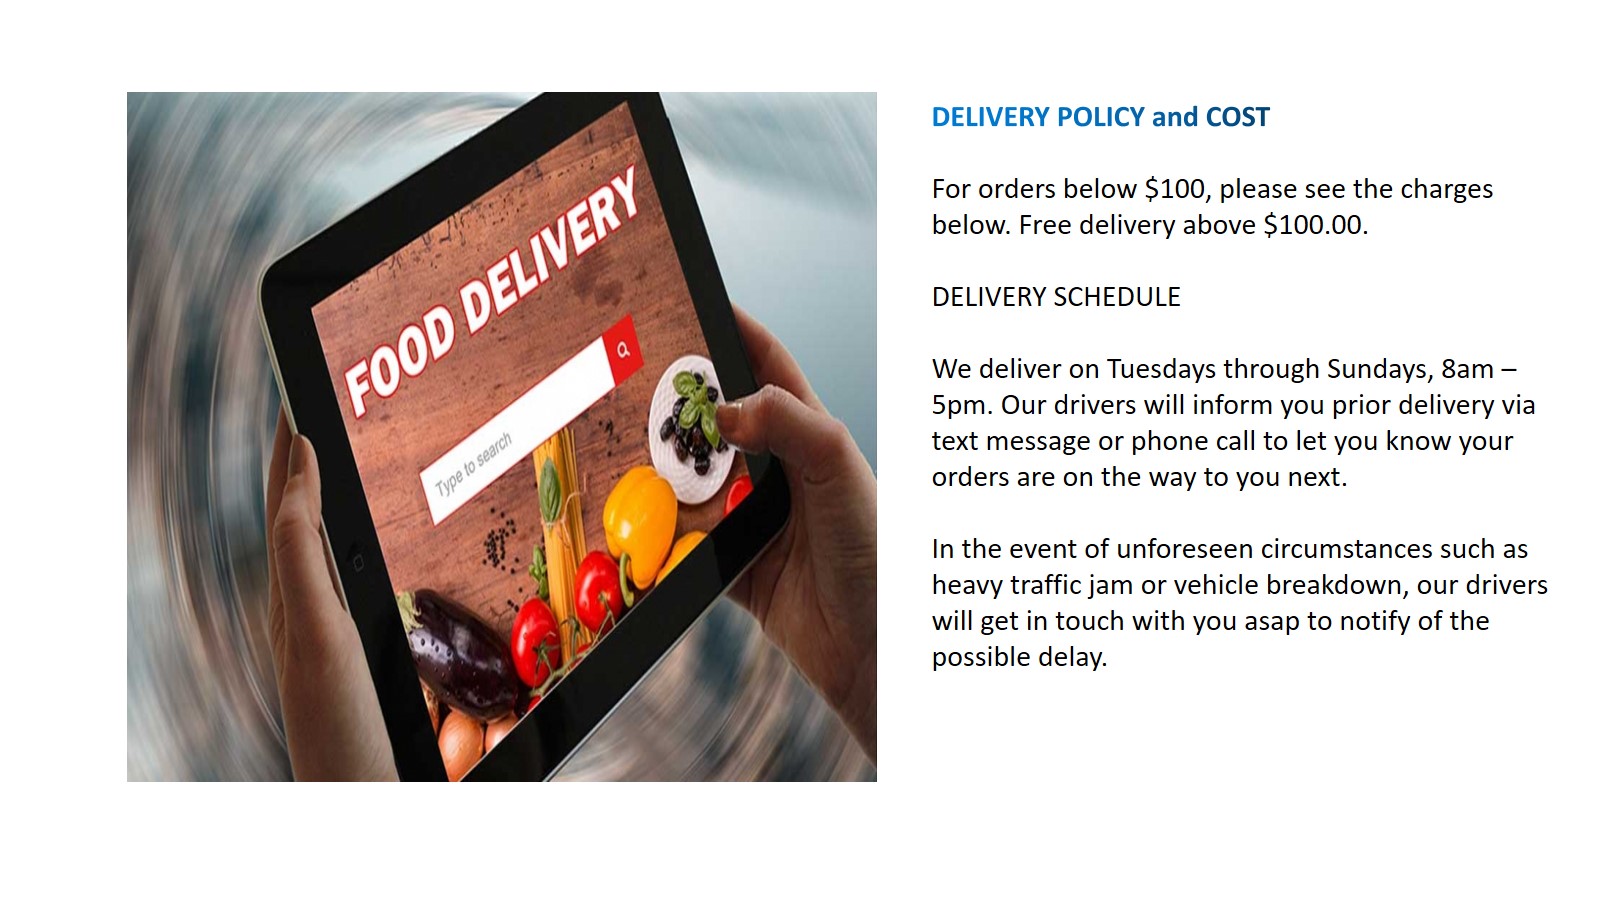 FOOD DELIVERY
Type to search
DELIVERY POLICY and COST
For orders below $100, please see the charges
below. Free delivery above $100.00.
DELIVERY SCHEDULE
We deliver on Tuesdays through Sundays, 8am –
5pm. Our drivers will inform you prior delivery via
text message or phone call to let you know your
orders are on the way to you next.
In the event of unforeseen circumstances such as
heavy traffic jam or vehicle breakdown, our drivers
will get in touch with you asap to notify of the
possible delay.